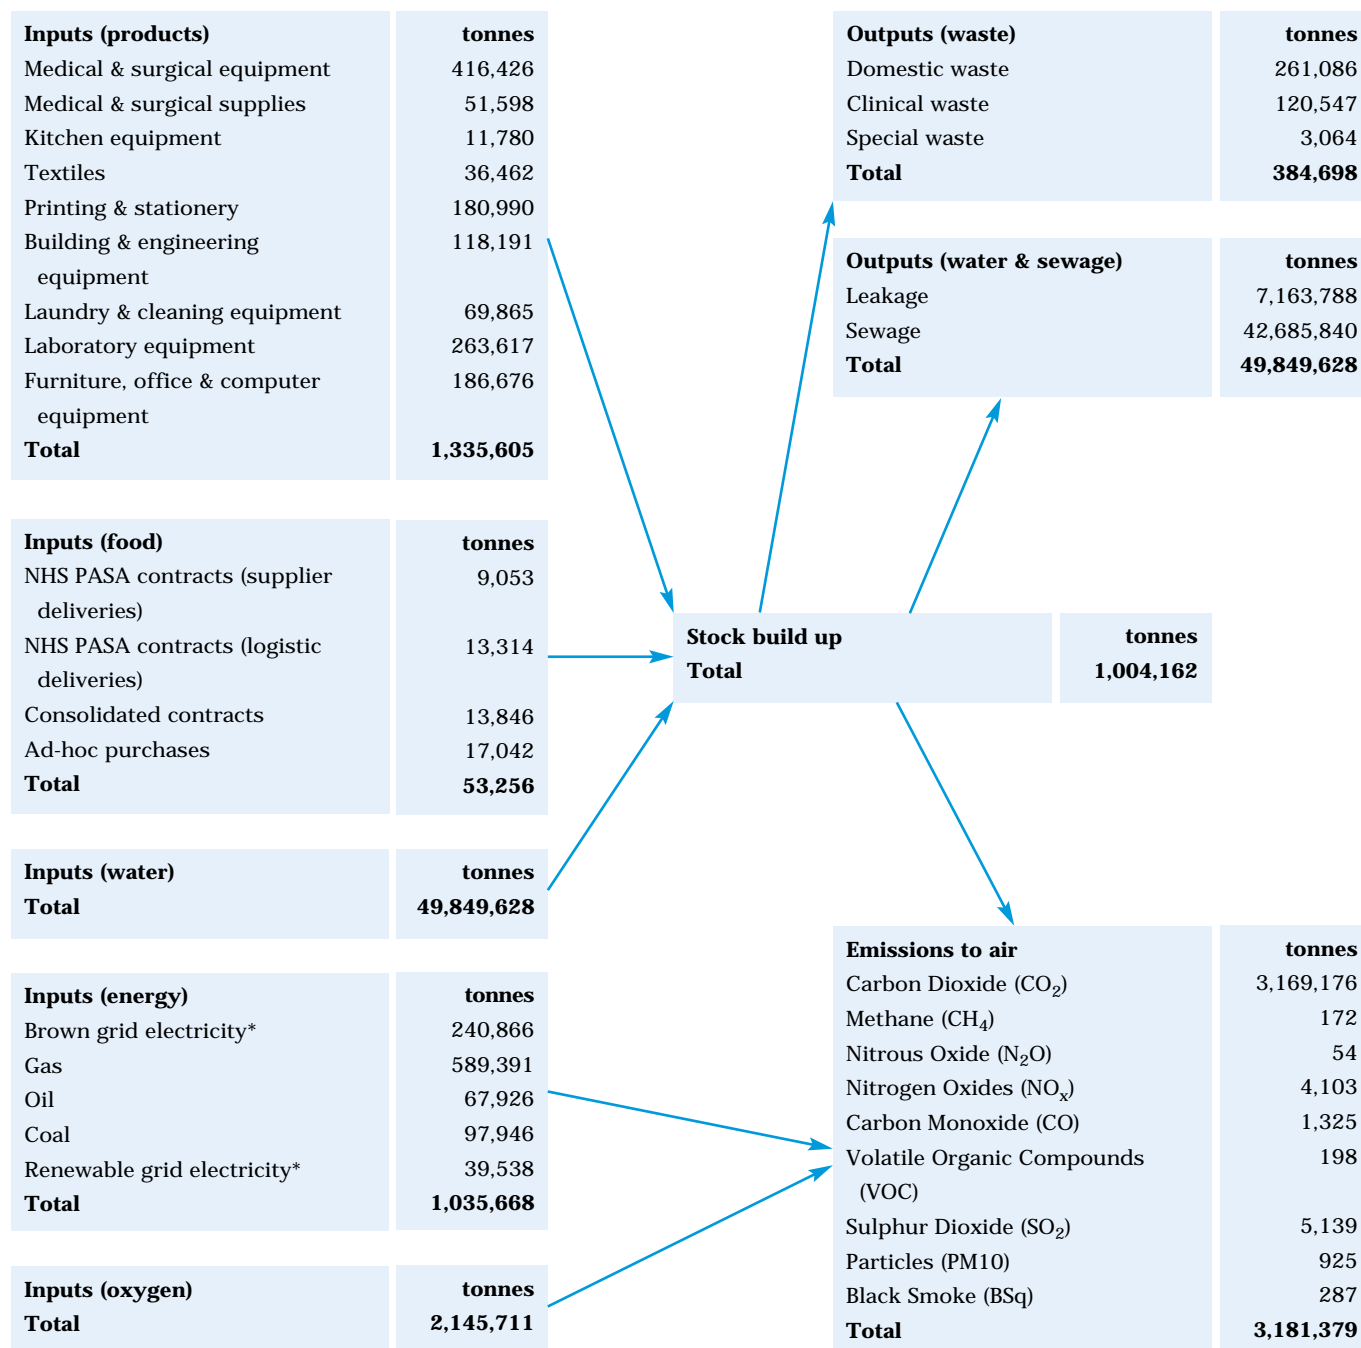 Inputs (products) tonnes
Medical & surgical equipment 416,426
Medical & surgical supplies 51,598
Kitchen equipment 11,780
Textiles 36,462
Printing & stationery 180,990
Building & engineering 118,191
equipment
Laundry & cleaning equipment 69,865
Laboratory equipment 263,617
Furniture, office & computer 186,676
equipment
Total 1,335,605
Inputs (food) tonnes
NHS PASA contracts (supplier 9,053
deliveries)
NHS PASA contracts (logistic 13,314
deliveries)
Consolidated contracts 13,846
Ad-hoc purchases 17,042
Total 53,256
Inputs (water) tonnes
Total 49,849,628
Inputs (energy) tonnes
Brown grid electricity* 240,866
Gas 589,391
Oil 67,926
Coal 97,946
Renewable grid electricity* 39,538
Total 1,035,668
Inputs (oxygen) tonnes
Total 2,145,711
Stock build up tonnes
Total 1,004,162
Outputs (waste) tonnes
Domestic waste 261,086
Clinical waste 120,547
Special waste 3,064
Total 384,698
Outputs (water & sewage) tonnes
Leakage 7,163,788
Sewage 42,685,840
Total 49,849,628
Emissions to air tonnes
Carbon Dioxide (CO₂) 3,169,176
Methane (CH₄) 172
Nitrous Oxide (N₂O) 54
Nitrogen Oxides (NOₓ) 4,103
Carbon Monoxide (CO) 1,325
Volatile Organic Compounds 198
(VOC)
Sulphur Dioxide (SO₂) 5,139
Particles (PM10) 925
Black Smoke (BSq) 287
Total 3,181,379